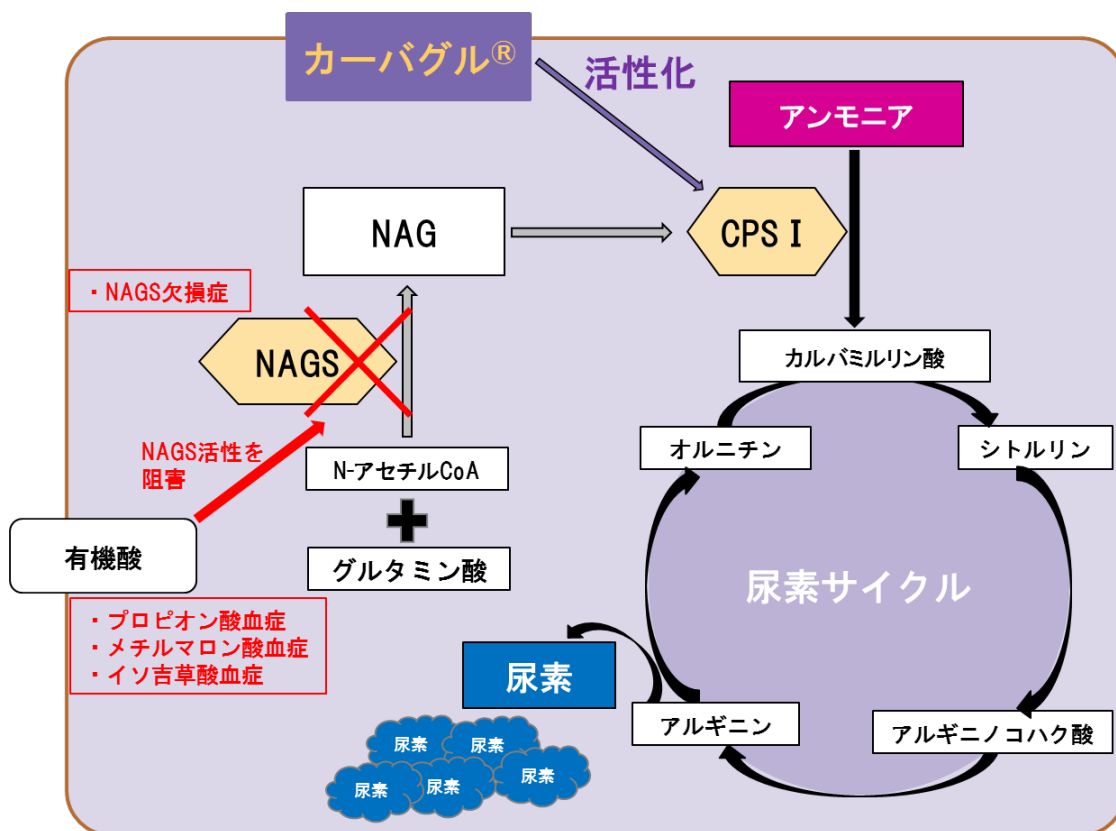 カーバグル®
活性化
アンモニア
NAG
CPS Ⅰ
・NAGS欠損症
NAGS
カルバミルリン酸
NAGS活性を
阻害
N-アセチルCoA
オルニチン
シトルリン
有機酸
グルタミン酸
尿素サイクル
・プロピオン酸血症
・メチルマロン酸血症
・イソ吉草酸血症
尿素
アルギニン
アルギニノコハク酸
尿素
尿素
尿素
尿素
尿素